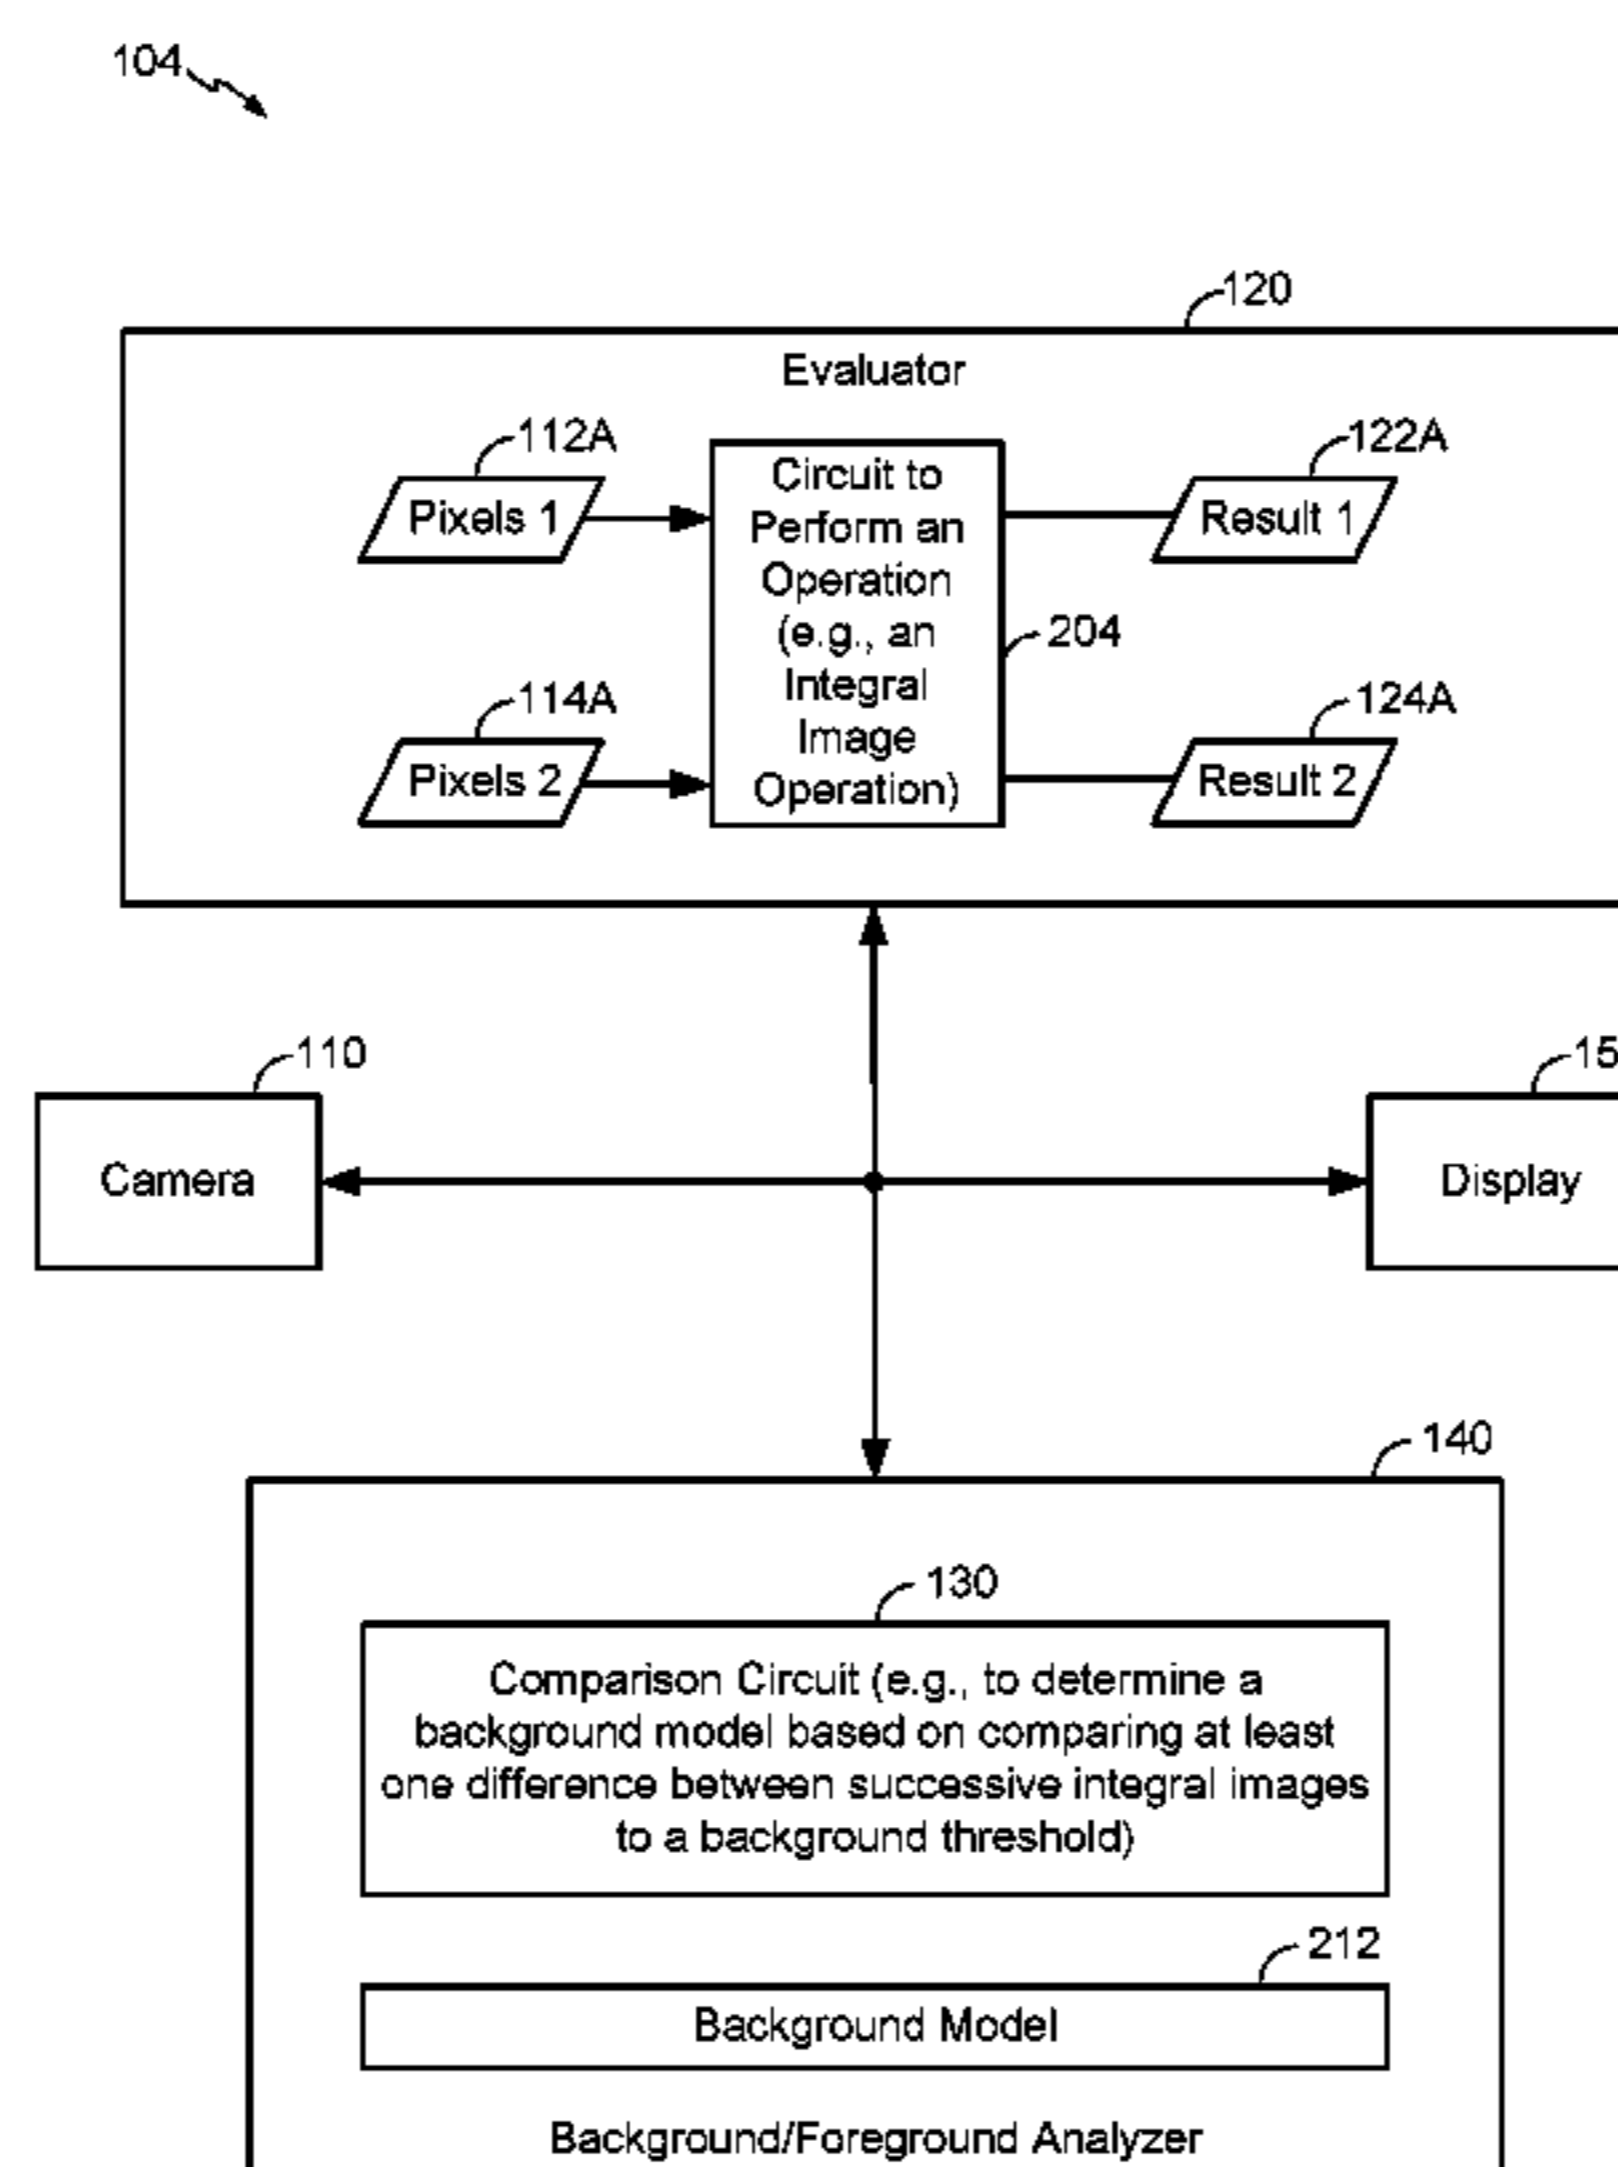 104
120
Evaluator
112A
122A
Pixels 1
Circuit to
Perform an
Operation
(e.g., an
Integral
Image
Operation)
Result 1
204
114A
124A
Pixels 2
Result 2
110
15
Camera
Display
140
130
Comparison Circuit (e.g., to determine a
background model based on comparing at least
one difference between successive integral images
to a background threshold)
212
Background Model
Background/Foreground Analyzer